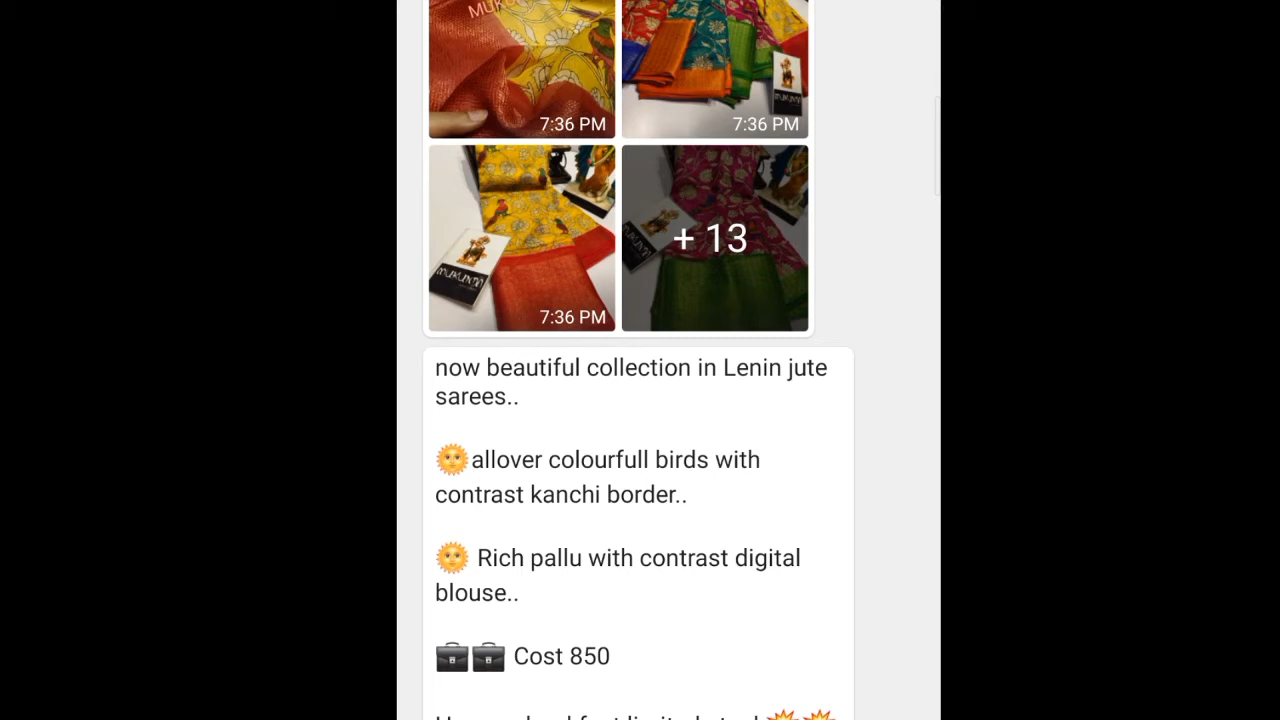 7:36 PM
7:36 PM
MUKUNTH
7:36 PM
+ 13
now beautiful collection in Lenin jute
sarees..
🌞allover colourfull birds with
contrast kanchi border..
🌞 Rich pallu with contrast digital
blouse..
💼💼 Cost 850